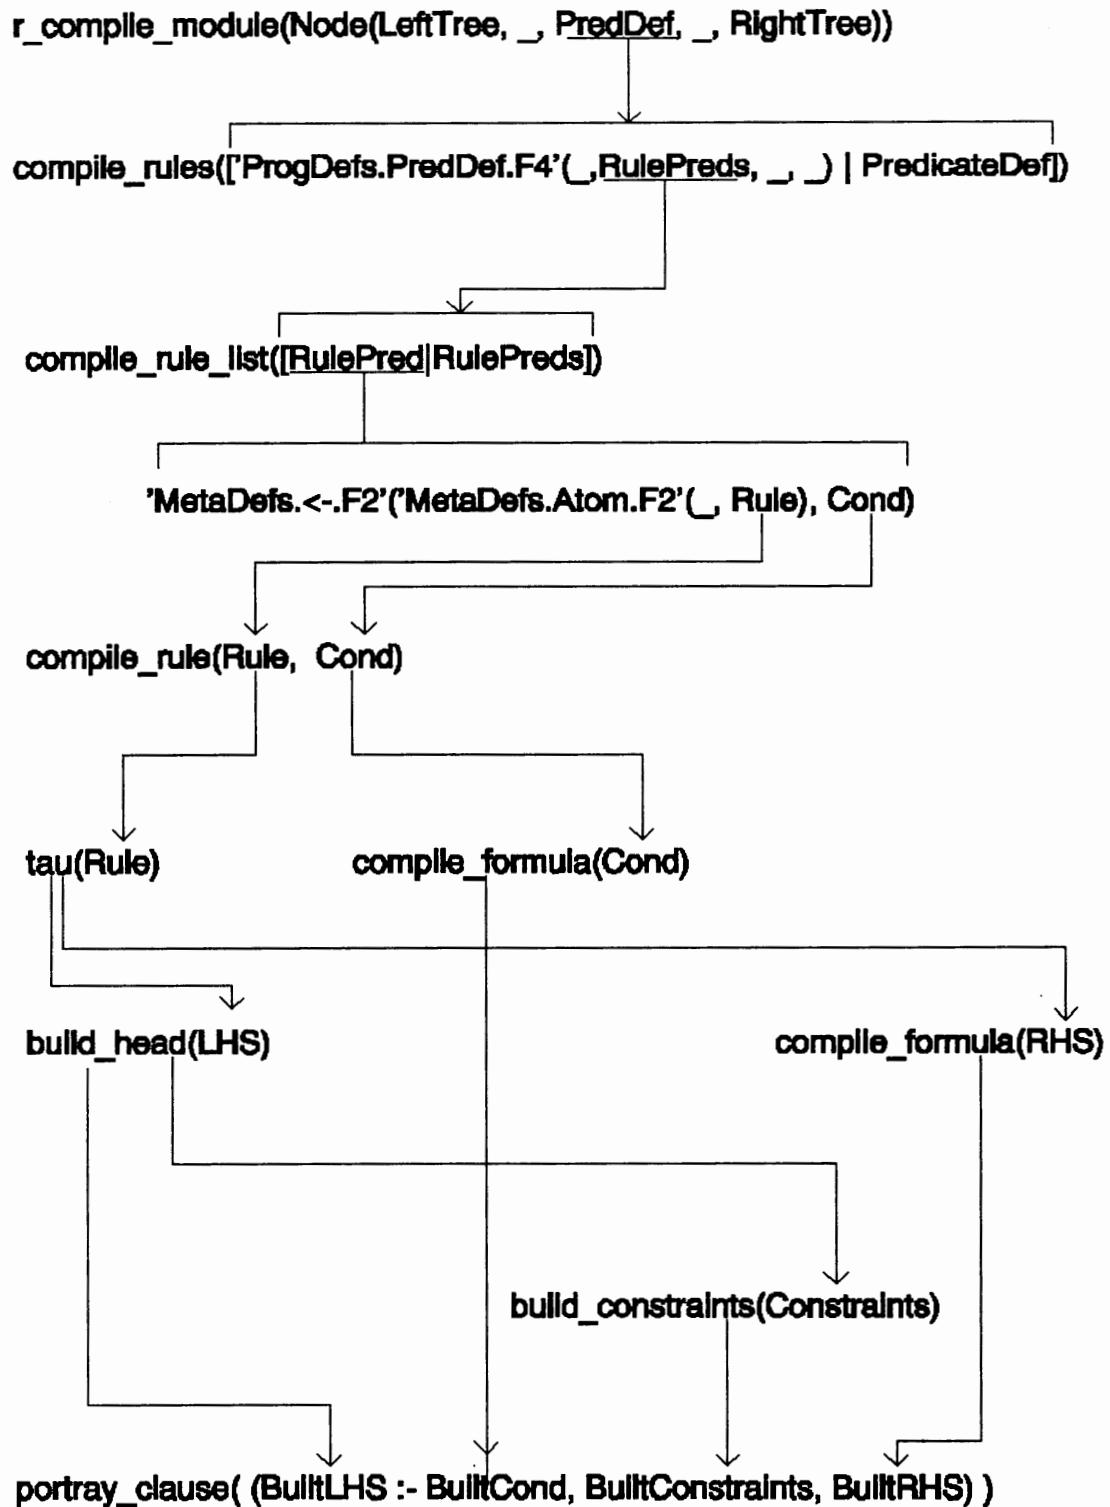 r_compile_module(Node(LeftTree, _, PredDef, _, RightTree))
compile_rules(['ProgDefs.PredDef.F4'(_,RulePreds, _, _) | PredicateDef])
compile_rule_list([RulePred|RulePreds])
'MetaDefs.<-.F2'('MetaDefs.Atom.F2'(_, Rule), Cond)
compile_rule(Rule, Cond)
tau(Rule) compile_formula(Cond)
build_head(LHS) compile_formula(RHS)
build_constraints(Constraints)
portray_clause( (BuiltLHS :- BuiltCond, BuiltConstraints, BuiltRHS) )